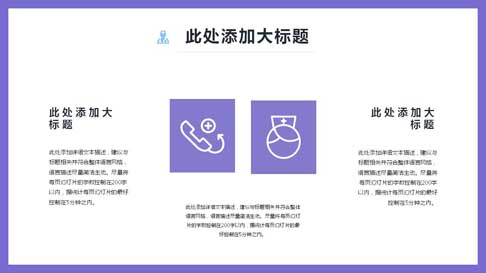 此处添加大标题
此处添加大
标题
此处添加详语文本描述，建议与
标题相关并符合整体语言风格，
语言描述尽量简洁生动。尽量将
每页幻灯片的字数控制在200字
以内，据统计每页幻灯片的最好
控制在5分钟之内。
此处添加详语文本描述，建议与标题相关并符合整体
语言风格，语言描述尽量简洁生动。尽量将每页幻灯
片的字数控制在200字以内，据统计每页幻灯片的最
好控制在5分钟之内。
此处添加大
标题
此处添加详语文本描述，建议与
标题相关并符合整体语言风格，
语言描述尽量简洁生动。尽量将
每页幻灯片的字数控制在200字
以内，据统计每页幻灯片的最好
控制在5分钟之内。